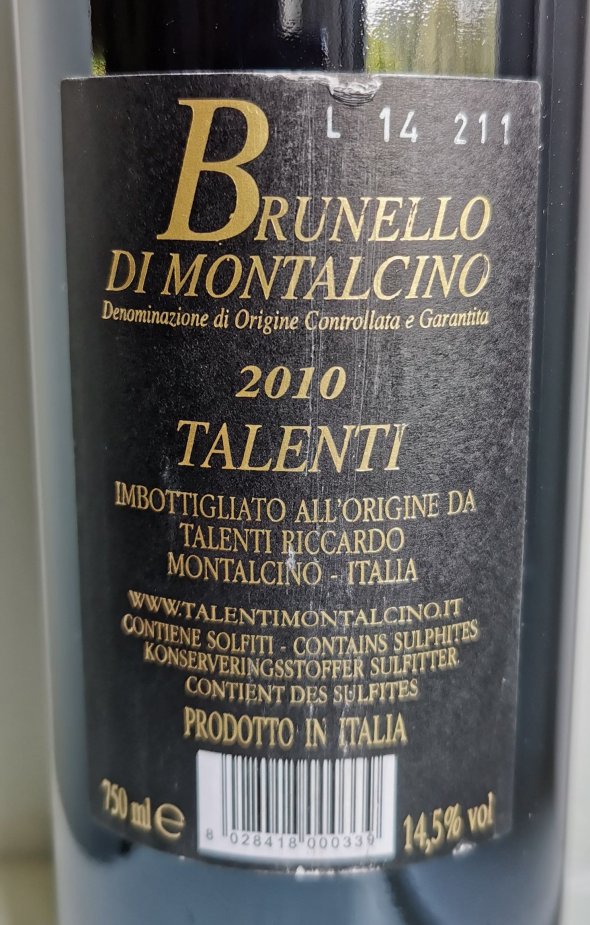 L 14 211
BRUNELLO
DI MONTALCINO
Denominazione di Origine Controllata e Garantita
2010
TALENTI
IMBOTTIGLIATO ALL'ORIGINE DA
TALENTI RICCARDO
MONTALCINO - ITALIA
WWW.TALENTIMONTALCINO.IT
CONTIENE SOLFITI - CONTAINS SULPHITES
KONSERVERINGSSTOFFER SULFITTER
CONTIENT DES SULFITES
PRODOTTO IN ITALIA
750 ml e
14,5% vol
8 028418 000339